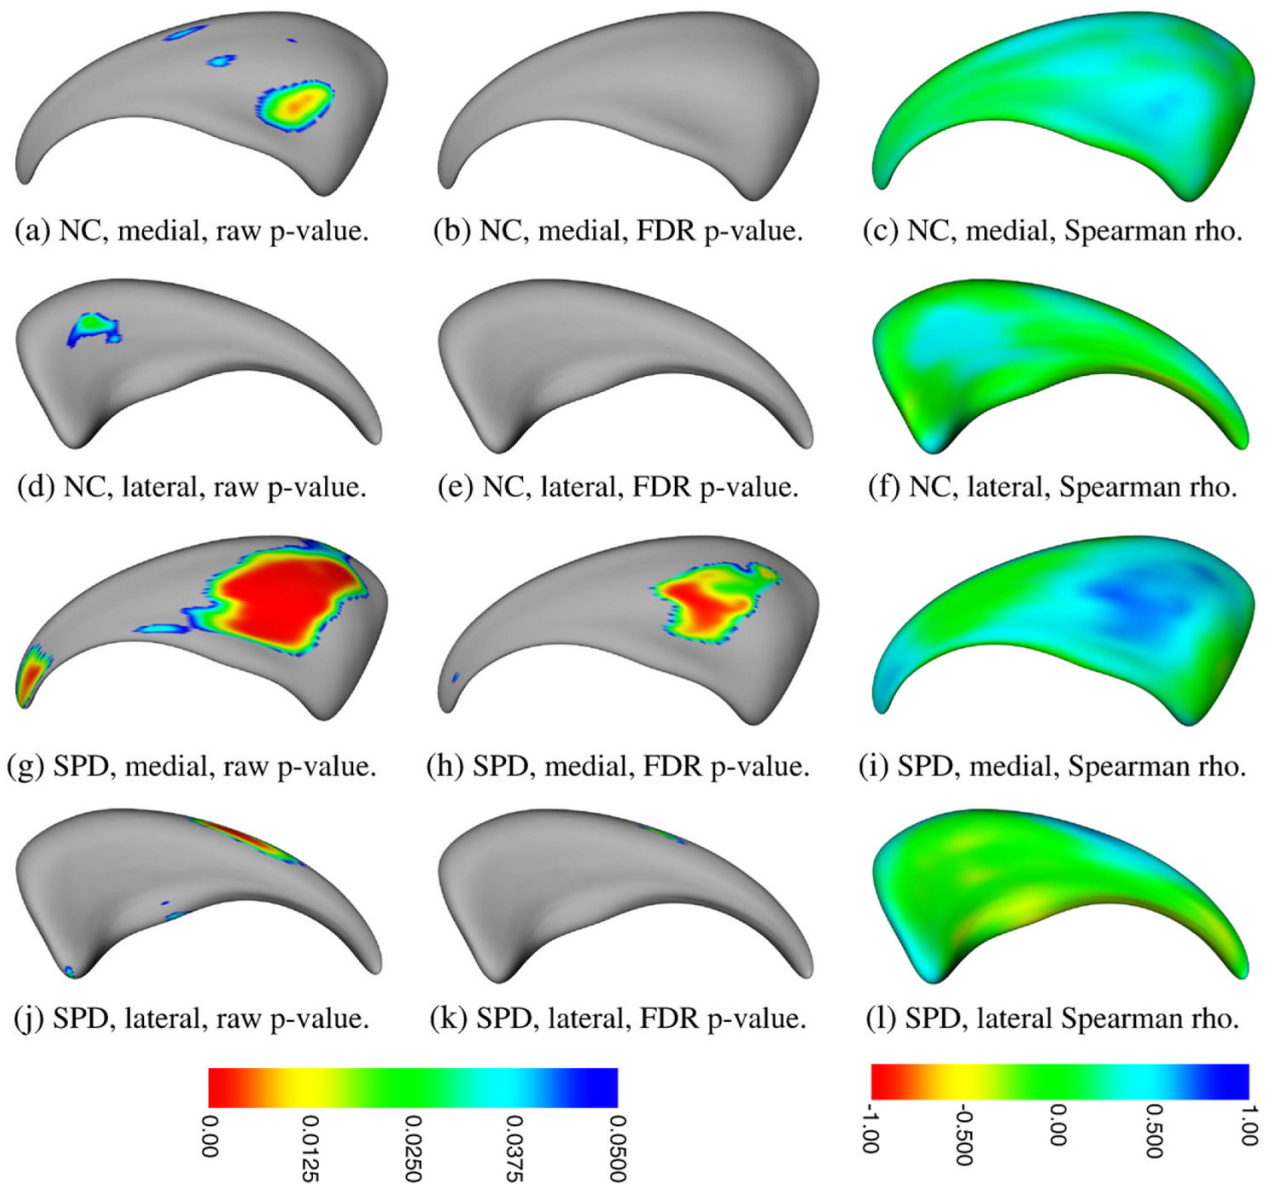 (a) NC, medial, raw p-value. (b) NC, medial, FDR p-value. (c) NC, medial, Spearman rho.
(d) NC, lateral, raw p-value. (e) NC, lateral, FDR p-value. (f) NC, lateral, Spearman rho.
(g) SPD, medial, raw p-value. (h) SPD, medial, FDR p-value. (i) SPD, medial, Spearman rho.
(j) SPD, lateral, raw p-value. (k) SPD, lateral, FDR p-value. (l) SPD, lateral Spearman rho.
0.00 0.0125 0.0250 0.0375 0.0500
-1.00 -0.500 0.00 0.500 1.00